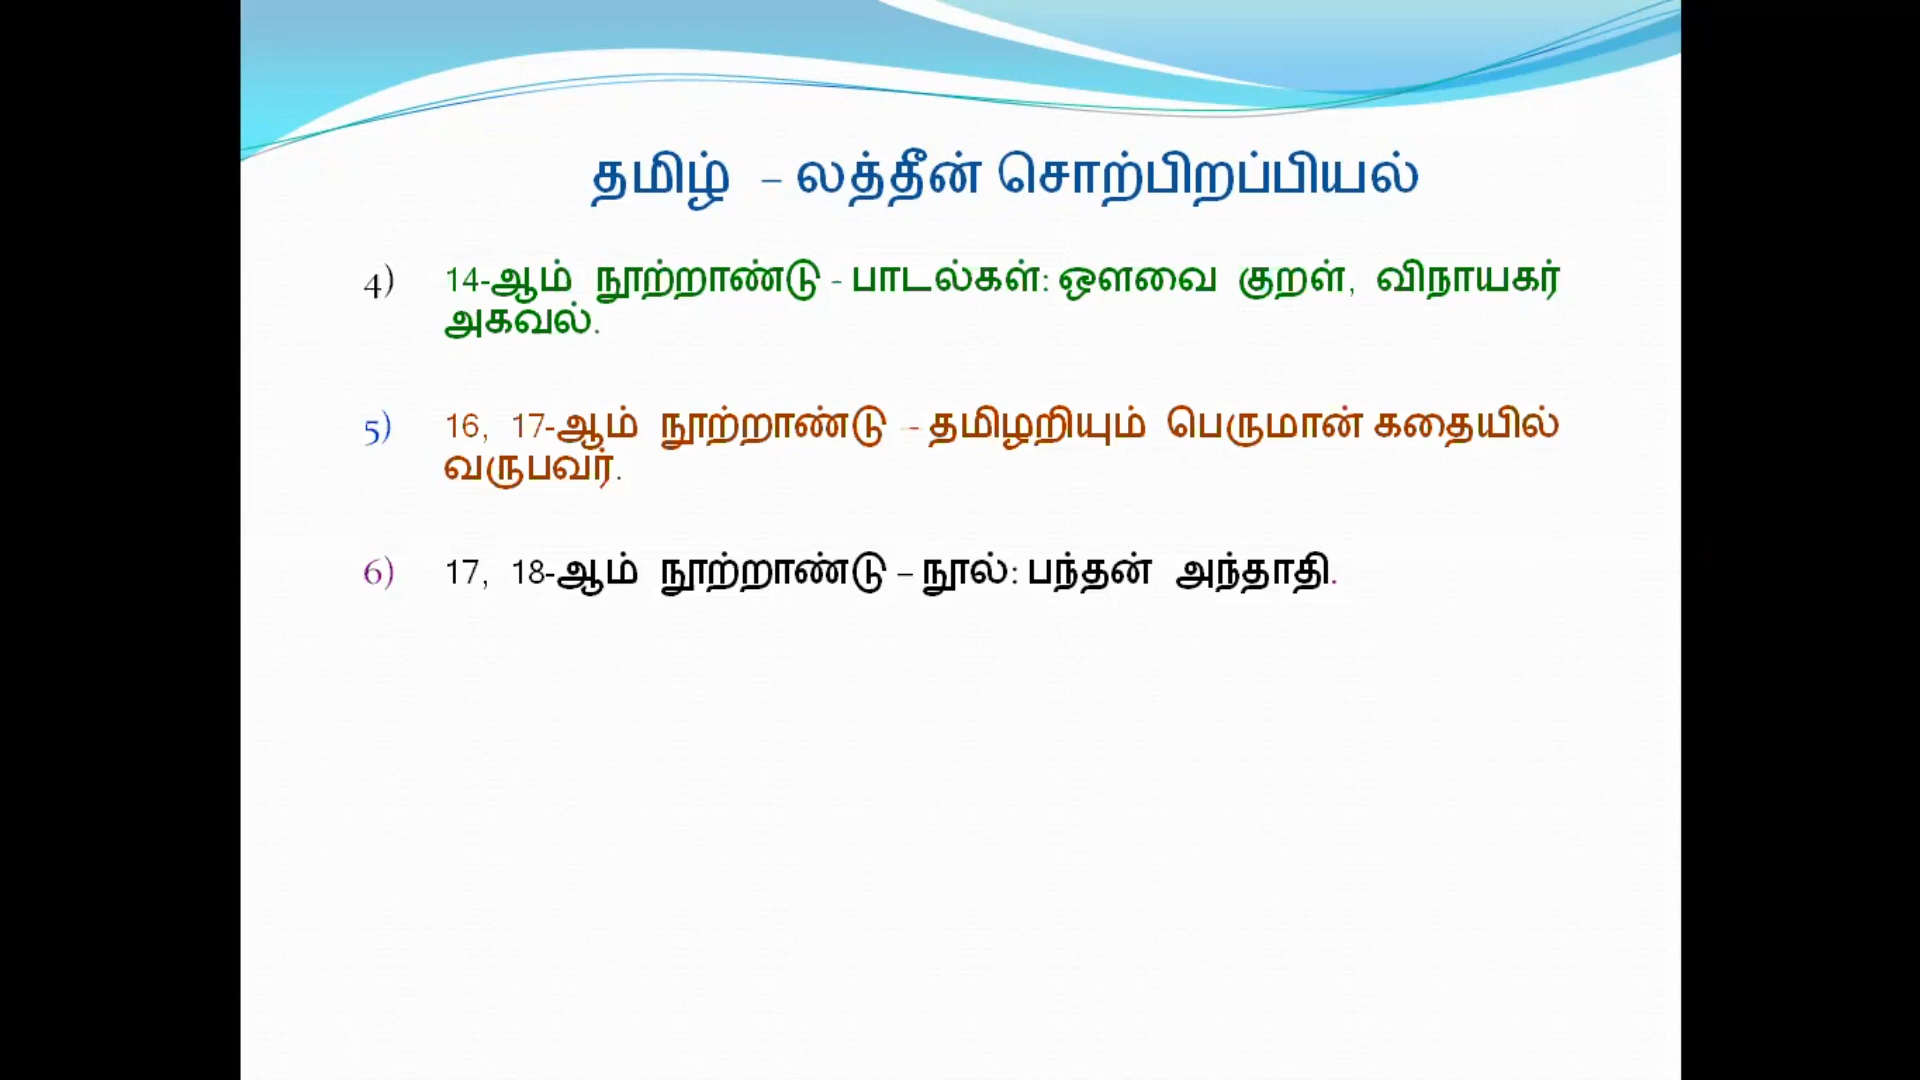 தமிழ் – லத்தீன் சொற்பிறப்பியல்
4) 14-ஆம் நூற்றாண்டு - பாடல்கள்: ஒளவை குறள், விநாயகர்
அகவல்.
5) 16, 17-ஆம் நூற்றாண்டு – தமிழறியும் பெருமான் கதையில்
வருபவர்.
6) 17, 18-ஆம் நூற்றாண்டு – நூல்: பந்தன் அந்தாதி.